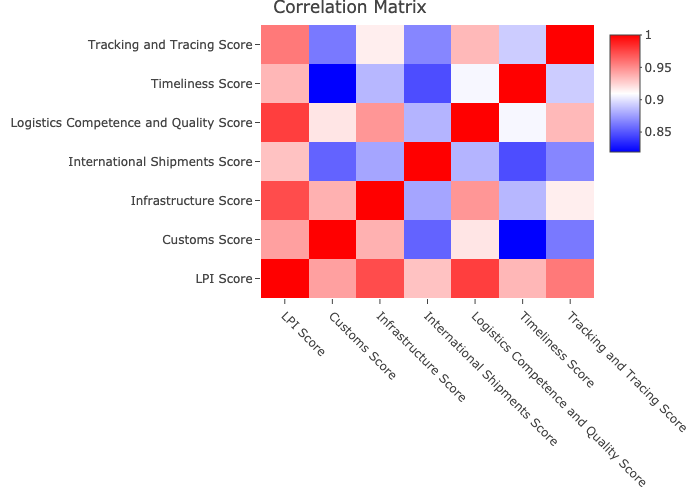 Correlation Matrix
Tracking and Tracing Score
Timeliness Score
Logistics Competence and Quality Score
International Shipments Score
Infrastructure Score
Customs Score
LPI Score
LPI Score
Customs Score
Infrastructure Score
International Shipments Score
Logistics Competence and Quality Score
Timeliness Score
Tracking and Tracing Score
1
0.95
0.9
0.85